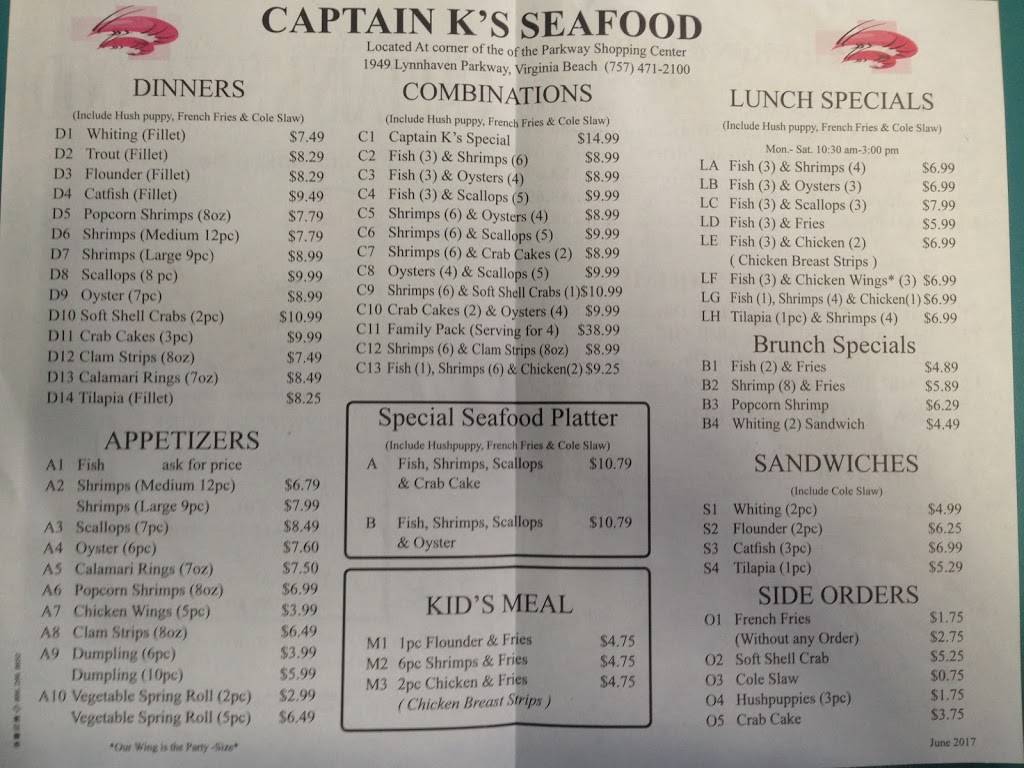 CAPTAIN K'S SEAFOOD
Located At corner of the of the Parkway Shopping Center
1949 Lynnhaven Parkway, Virginia Beach (757) 471-2100
DINNERS
(Include Hush puppy, French Fries & Cole Slaw)
D1 Whiting (Fillet) $7.49
D2 Trout (Fillet) $8.29
D3 Flounder (Fillet) $8.29
D4 Catfish (Fillet) $9.49
D5 Popcorn Shrimps (8oz) $7.79
D6 Shrimps (Medium 12pc) $7.79
D7 Shrimps (Large 9pc) $8.99
D8 Scallops (8 pc) $9.99
D9 Oyster (7pc) $8.99
D10 Soft Shell Crabs (2pc) $10.99
D11 Crab Cakes (3pc) $9.99
D12 Clam Strips (8oz) $7.49
D13 Calamari Rings (7oz) $8.49
D14 Tilapia (Fillet) $8.25
APPETIZERS
A1 Fish ask for price
A2 Shrimps (Medium 12pc) $6.79
Shrimps (Large 9pc) $7.99
A3 Scallops (7pc) $8.49
A4 Oyster (6pc) $7.60
A5 Calamari Rings (7oz) $7.50
A6 Popcorn Shrimps (8oz) $6.99
A7 Chicken Wings (5pc) $3.99
A8 Clam Strips (8oz) $6.49
A9 Dumpling (6pc) $3.99
Dumpling (10pc) $5.99
A10 Vegetable Spring Roll (2pc) $2.99
Vegetable Spring Roll (5pc) $6.49
*Our Wing is the Party -Size*
COMBINATIONS
(Include Hush puppy, French Fries & Cole Slaw)
C1 Captain K's Special $14.99
C2 Fish (3) & Shrimps (6) $8.99
C3 Fish (3) & Oysters (4) $8.99
C4 Fish (3) & Scallops (5) $9.99
C5 Shrimps (6) & Oysters (4) $8.99
C6 Shrimps (6) & Scallops (5) $9.99
C7 Shrimps (6) & Crab Cakes (2) $8.99
C8 Oysters (4) & Scallops (5) $9.99
C9 Shrimps (6) & Soft Shell Crabs (1) $10.99
C10 Crab Cakes (2) & Oysters (4) $9.99
C11 Family Pack (Serving for 4) $38.99
C12 Shrimps (6) & Clam Strips (8oz) $8.99
C13 Fish (1), Shrimps (6) & Chicken(2) $9.25
Special Seafood Platter
(Include Hushpuppy, French Fries & Cole Slaw)
A Fish, Shrimps, Scallops $10.79
& Crab Cake
B Fish, Shrimps, Scallops $10.79
& Oyster
KID'S MEAL
M1 1pc Flounder & Fries $4.75
M2 6pc Shrimps & Fries $4.75
M3 2pc Chicken & Fries $4.75
( Chicken Breast Strips )
LUNCH SPECIALS
(Include Hush puppy, French Fries & Cole Slaw)
Mon.- Sat. 10:30 am-3:00 pm
LA Fish (3) & Shrimps (4) $6.99
LB Fish (3) & Oysters (3) $6.99
LC Fish (3) & Scallops (3) $7.99
LD Fish (3) & Fries $5.99
LE Fish (3) & Chicken (2) $6.99
( Chicken Breast Strips )
LF Fish (3) & Chicken Wings* (3) $6.99
LG Fish (1), Shrimps (4) & Chicken(1) $6.99
LH Tilapia (1pc) & Shrimps (4) $6.99
Brunch Specials
B1 Fish (2) & Fries $4.89
B2 Shrimp (8) & Fries $5.89
B3 Popcorn Shrimp $6.29
B4 Whiting (2) Sandwich $4.49
SANDWICHES
(Include Cole Slaw)
S1 Whiting (2pc) $4.99
S2 Flounder (2pc) $6.25
S3 Catfish (3pc) $6.99
S4 Tilapia (1pc) $5.29
SIDE ORDERS
O1 French Fries $1.75
(Without any Order) $2.75
O2 Soft Shell Crab $5.25
O3 Cole Slaw $0.75
O4 Hushpuppies (3pc) $1.75
O5 Crab Cake $3.75
June 2017